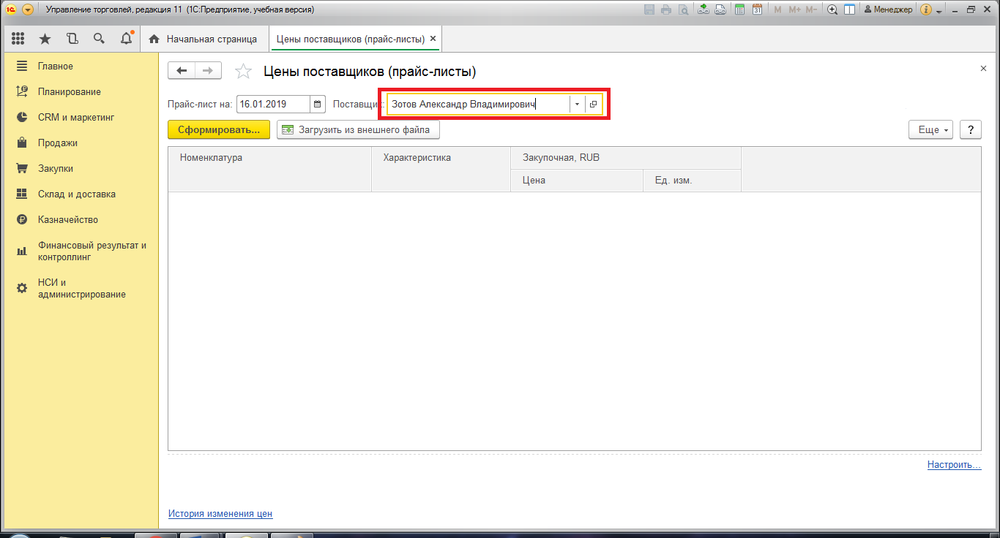 Управление торговлей, редакция 11 (1С:Предприятие, учебная версия)
M M+ M- Менеджер
Начальная страница
Цены поставщиков (прайс-листы)
Главное
Планирование
CRM и маркетинг
Продажи
Закупки
Склад и доставка
Казначейство
Финансовый результат и
контроллинг
НСИ и
администрирование
Цены поставщиков (прайс-листы)
Прайс-лист на: 16.01.2019 Поставщик: Зотов Александр Владимирович
Сформировать... Загрузить из внешнего файла Еще ?
Номенклатура Характеристика Закупочная, RUB
Цена Ед. изм.
Настроить...
История изменения цен